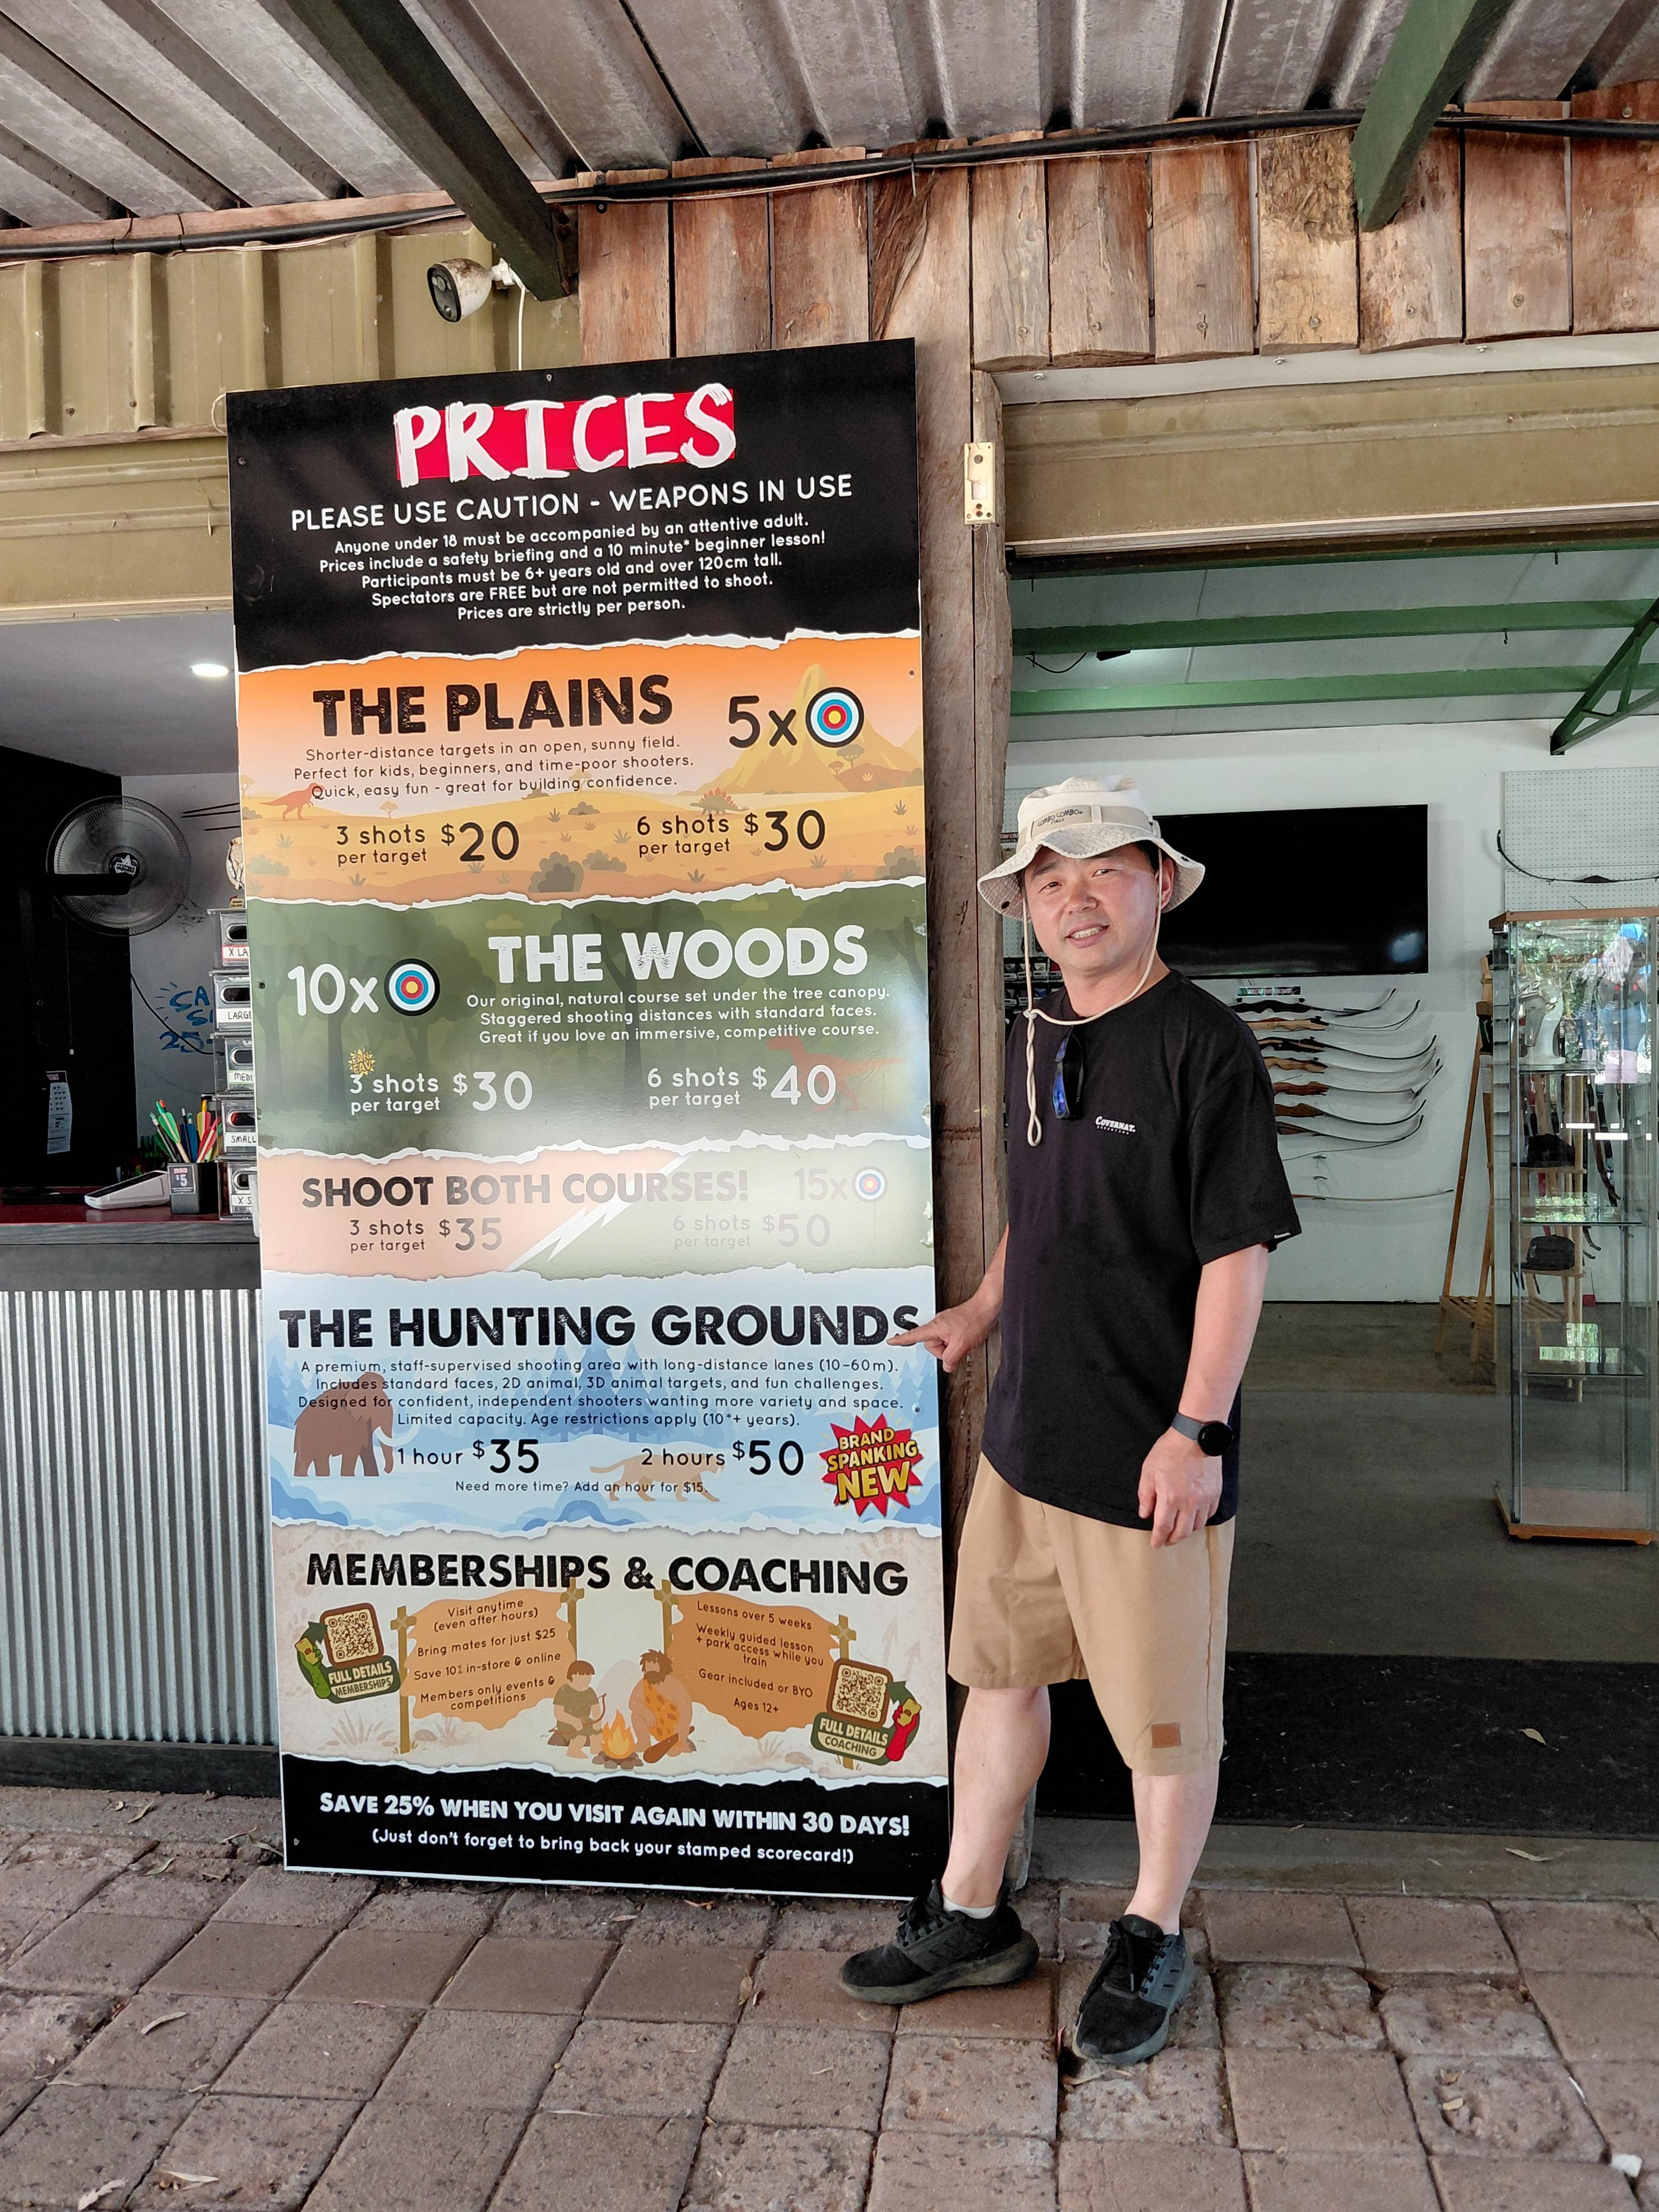 PRICES
PLEASE USE CAUTION - WEAPONS IN USE
Anyone under 18 must be accompanied by an attentive adult.
Prices include a safety briefing and a 10 minute* beginner lesson!
Participants must be 6+ years old and over 120cm tall.
Spectators are FREE but are not permitted to shoot.
Prices are strictly per person.
THE PLAINS
5x
Shorter-distance targets in an open, sunny field.
Perfect for kids, beginners, and time-poor shooters.
Quick, easy fun - great for building confidence.
3 shots per target $20
6 shots per target $30
10x
THE WOODS
Our original, natural course set under the tree canopy.
Staggered shooting distances with standard faces.
Great if you love an immersive, competitive course.
FAN FAV
3 shots per target $30
6 shots per target $40
SHOOT BOTH COURSES! 15x
3 shots per target $35
6 shots per target $50
THE HUNTING GROUNDS
A premium, staff-supervised shooting area with long-distance lanes (10-60m).
Includes standard faces, 2D animal, 3D animal targets, and fun challenges.
Designed for confident, independent shooters wanting more variety and space.
Limited capacity. Age restrictions apply (10*+ years).
1 hour $35
2 hours $50
Need more time? Add an hour for $15.
BRAND
SPANKING
NEW
MEMBERSHIPS & COACHING
Visit anytime
(even after hours)
Bring mates for just $25
Save 10% in-store & online
Members only events &
competitions
FULL DETAILS
MEMBERSHIPS
Lessons over 5 weeks
Weekly guided lesson
+ park access while you
train
Gear included or BYO
Ages 12+
FULL DETAILS
COACHING
SAVE 25% WHEN YOU VISIT AGAIN WITHIN 30 DAYS!
(Just don't forget to bring back your stamped scorecard!)
X LA
LARGE
MEDI
SMALL
X S
$5
COMBO COMBO
COVERNAT.